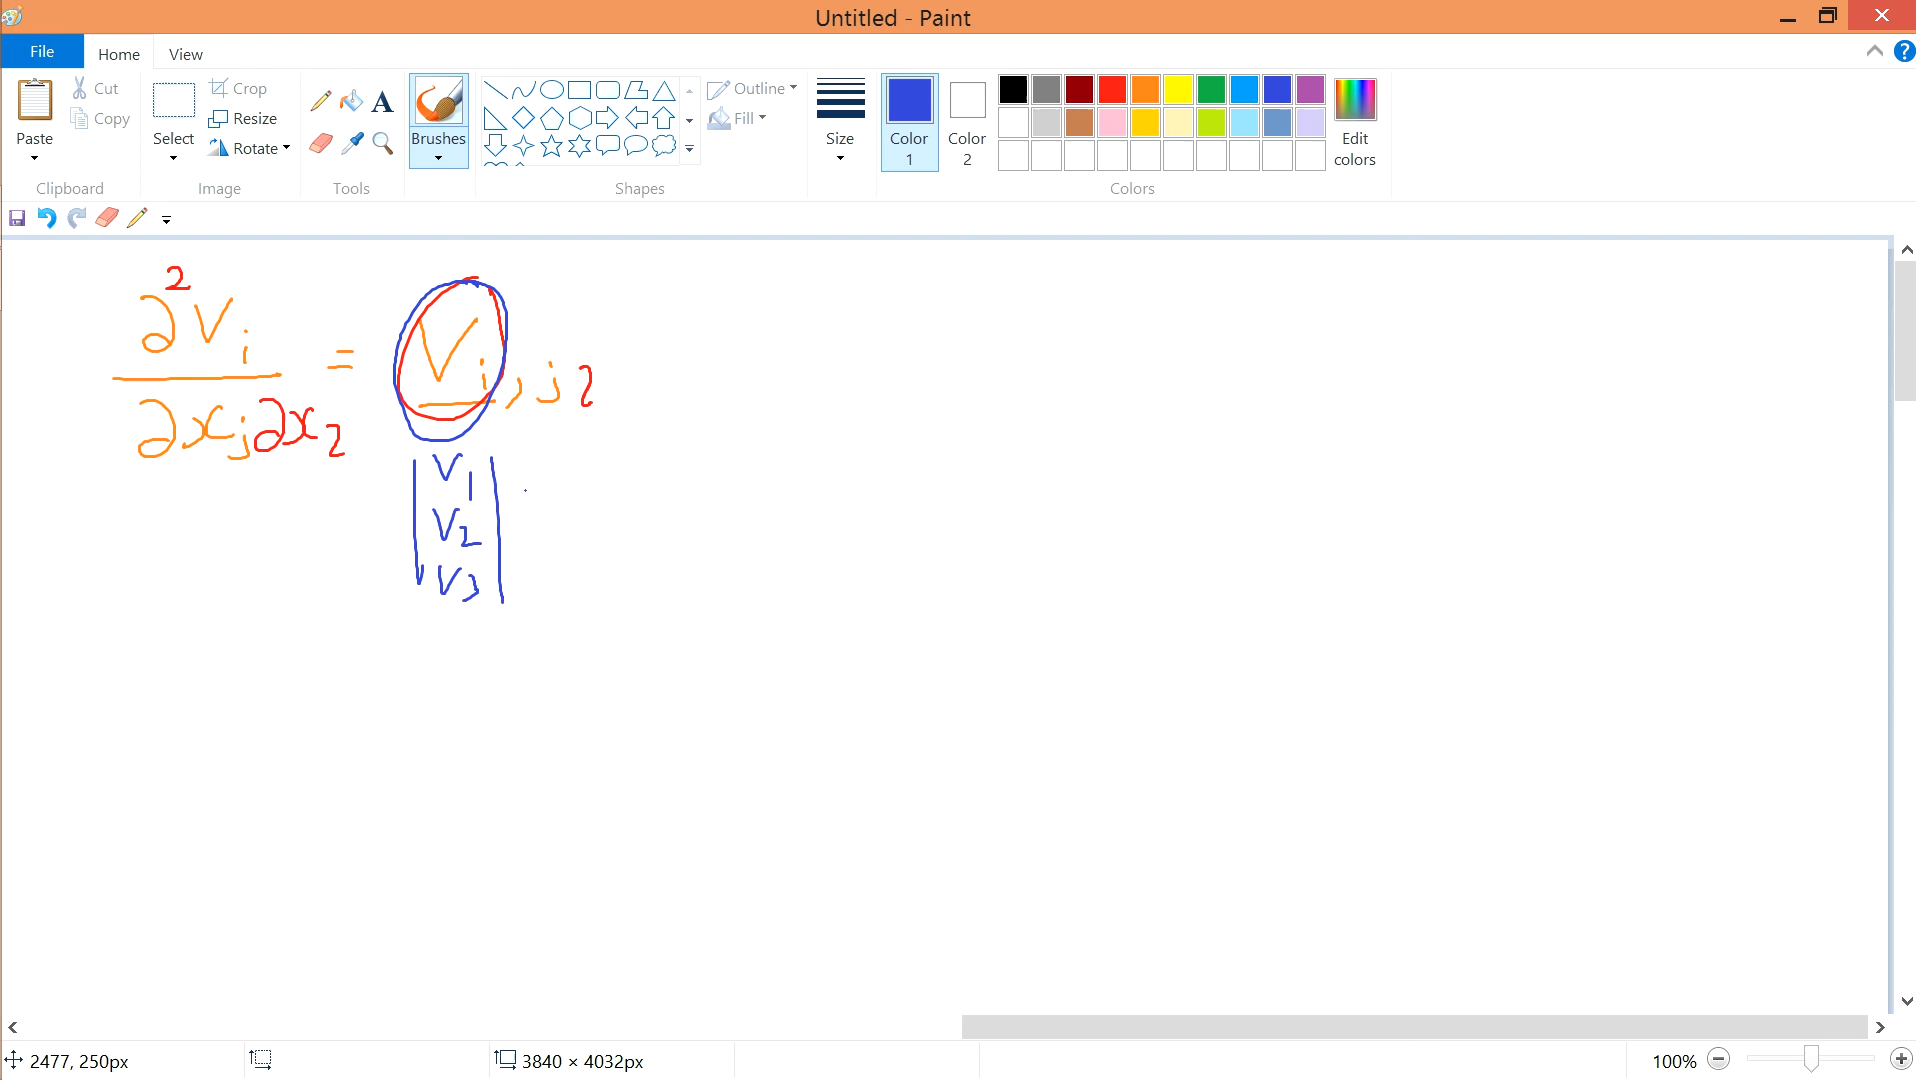 Untitled - Paint
File Home View
Paste Cut Copy Clipboard
Select Crop Resize Rotate Image
Tools
Brushes
Outline Fill Shapes
Size
Color 1 Color 2 Edit colors Colors
∂²Vᵢ / ∂xⱼ∂x₂ = Vᵢ,ⱼ₂
V₁
V₂
V₃
2477, 250px 3840 × 4032px 100%